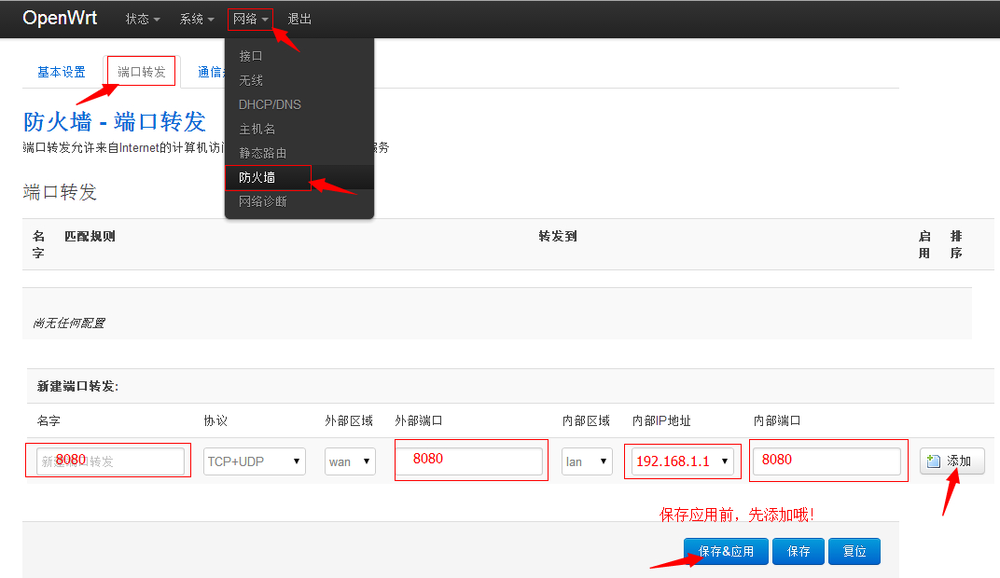 OpenWrt 状态 系统 网络 退出
接口
无线
DHCP/DNS
主机名
静态路由
防火墙
网络诊断
基本设置 端口转发 通信
防火墙 - 端口转发
端口转发允许来自Internet的计算机访 服务
端口转发
名字 匹配规则 转发到 启用 排序
尚无任何配置
新建端口转发:
名字 协议 外部区域 外部端口 内部区域 内部IP地址 内部端口
新建端口转发 8080 TCP+UDP wan 8080 lan 192.168.1.1 8080 添加
保存应用前，先添加哦！
保存&应用 保存 复位